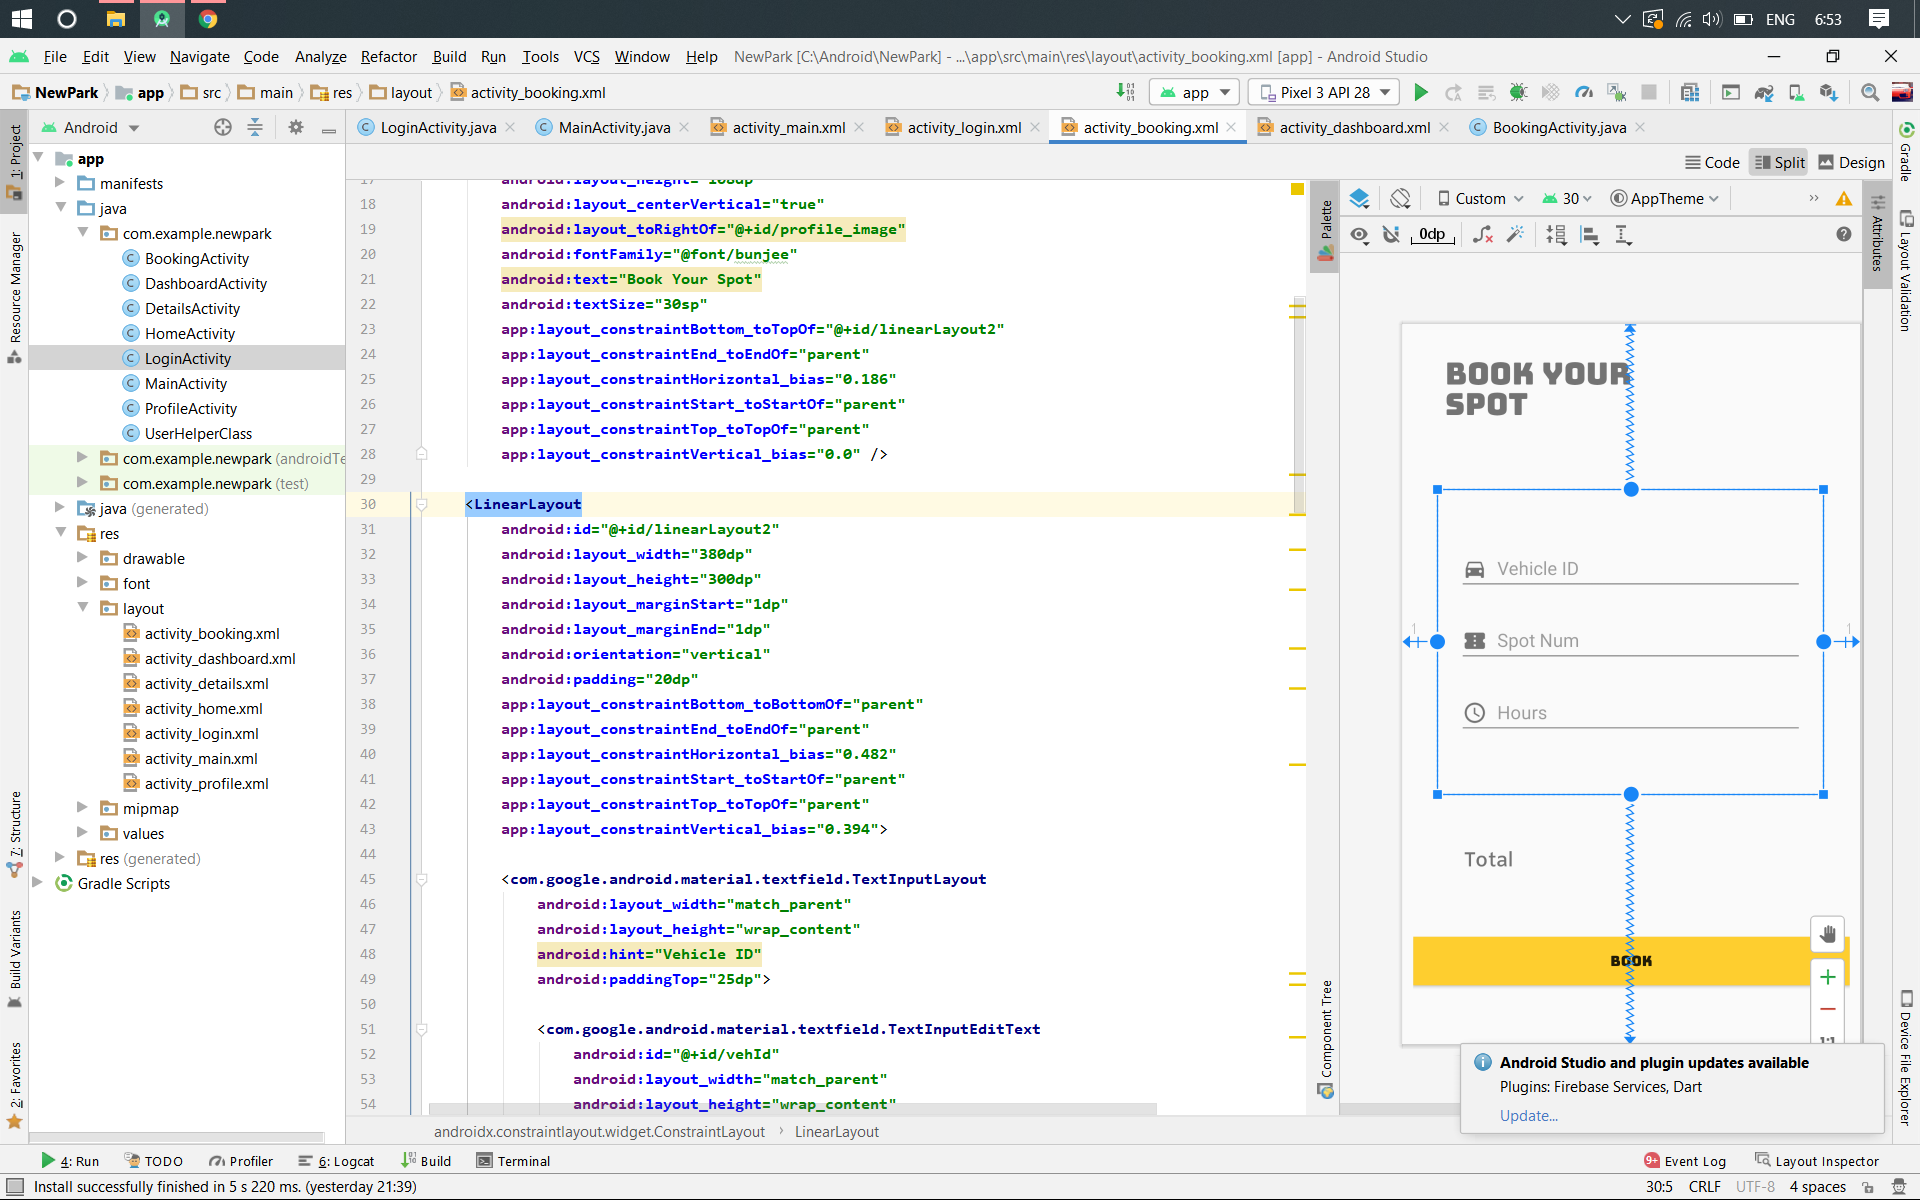 ENG 6:53
File Edit View Navigate Code Analyze Refactor Build Run Tools VCS Window Help NewPark [C:\Android\NewPark] - ...\app\src\main\res\layout\activity_booking.xml [app] - Android Studio
NewPark app src main res layout activity_booking.xml app Pixel 3 API 28
Android LoginActivity.java MainActivity.java activity_main.xml activity_login.xml activity_booking.xml activity_dashboard.xml BookingActivity.java
Code Split Design
1: Project
Resource Manager
7: Structure
Build Variants
2: Favorites
app
manifests
java
com.example.newpark
BookingActivity
DashboardActivity
DetailsActivity
HomeActivity
LoginActivity
MainActivity
ProfileActivity
UserHelperClass
com.example.newpark (androidTe
com.example.newpark (test)
java (generated)
res
drawable
font
layout
activity_booking.xml
activity_dashboard.xml
activity_details.xml
activity_home.xml
activity_login.xml
activity_main.xml
activity_profile.xml
mipmap
values
res (generated)
Gradle Scripts
17 android:layout_height="168dp"
18 android:layout_centerVertical="true"
19 android:layout_toRightOf="@+id/profile_image"
20 android:fontFamily="@font/bunjee"
21 android:text="Book Your Spot"
22 android:textSize="30sp"
23 app:layout_constraintBottom_toTopOf="@+id/linearLayout2"
24 app:layout_constraintEnd_toEndOf="parent"
25 app:layout_constraintHorizontal_bias="0.186"
26 app:layout_constraintStart_toStartOf="parent"
27 app:layout_constraintTop_toTopOf="parent"
28 app:layout_constraintVertical_bias="0.0" />
29
30 <LinearLayout
31 android:id="@+id/linearLayout2"
32 android:layout_width="380dp"
33 android:layout_height="300dp"
34 android:layout_marginStart="1dp"
35 android:layout_marginEnd="1dp"
36 android:orientation="vertical"
37 android:padding="20dp"
38 app:layout_constraintBottom_toBottomOf="parent"
39 app:layout_constraintEnd_toEndOf="parent"
40 app:layout_constraintHorizontal_bias="0.482"
41 app:layout_constraintStart_toStartOf="parent"
42 app:layout_constraintTop_toTopOf="parent"
43 app:layout_constraintVertical_bias="0.394">
44
45 <com.google.android.material.textfield.TextInputLayout
46 android:layout_width="match_parent"
47 android:layout_height="wrap_content"
48 android:hint="Vehicle ID"
49 android:paddingTop="25dp">
50
51 <com.google.android.material.textfield.TextInputEditText
52 android:id="@+id/vehId"
53 android:layout_width="match_parent"
54 android:layout_height="wrap_content"
androidx.constraintlayout.widget.ConstraintLayout LinearLayout
Palette
Component Tree
Custom 30 AppTheme
0dp
BOOK YOUR
SPOT
Vehicle ID
1 Spot Num 1
Hours
Total
BOOK
1:1
Android Studio and plugin updates available
Plugins: Firebase Services, Dart
Update...
Attributes
Gradle
Layout Validation
Device File Explorer
4: Run TODO Profiler 6: Logcat Build Terminal 9+ Event Log Layout Inspector
Install successfully finished in 5 s 220 ms. (yesterday 21:39) 30:5 CRLF UTF-8 4 spaces